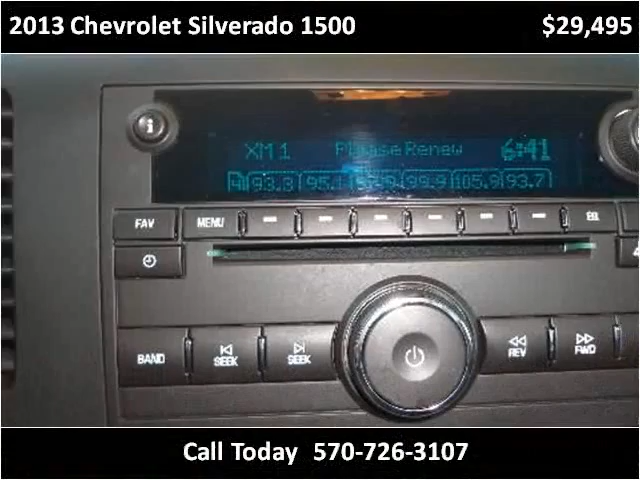 2013 Chevrolet Silverado 1500 $29,495
XM 1 Please Renew 6:41
93.3 95.1 99.9 105.9 93.7
FAV MENU EQ
BAND SEEK SEEK REV FWD
Call Today 570-726-3107